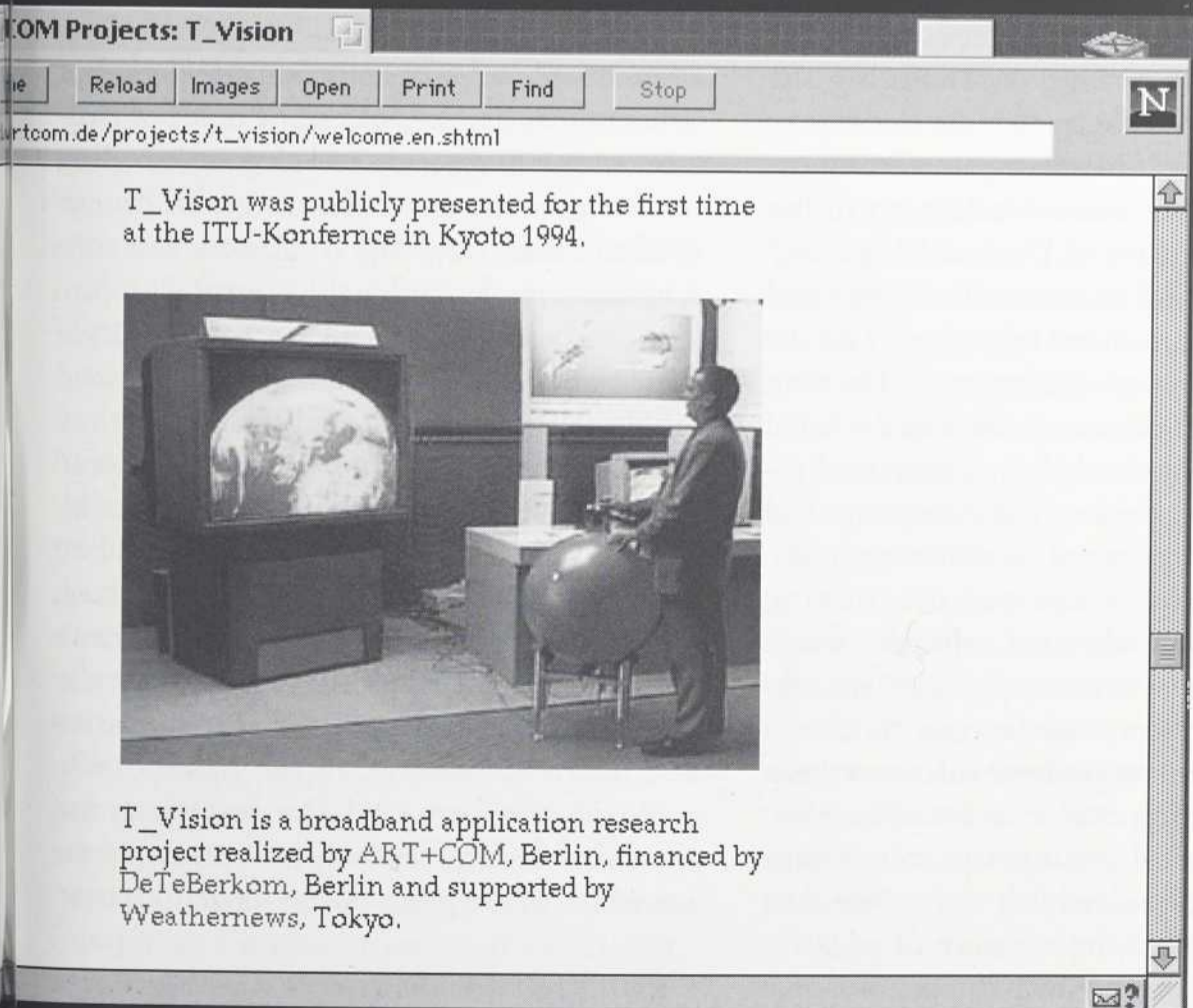 COM Projects: T_Vision
Reload Images Open Print Find Stop
N
artcom.de/projects/t_vision/welcome.en.shtml
T_Vison was publicly presented for the first time
at the ITU-Konfernce in Kyoto 1994.
T_Vision is a broadband application research
project realized by ART+COM, Berlin, financed by
DeTeBerkom, Berlin and supported by
Weathernews, Tokyo.
?